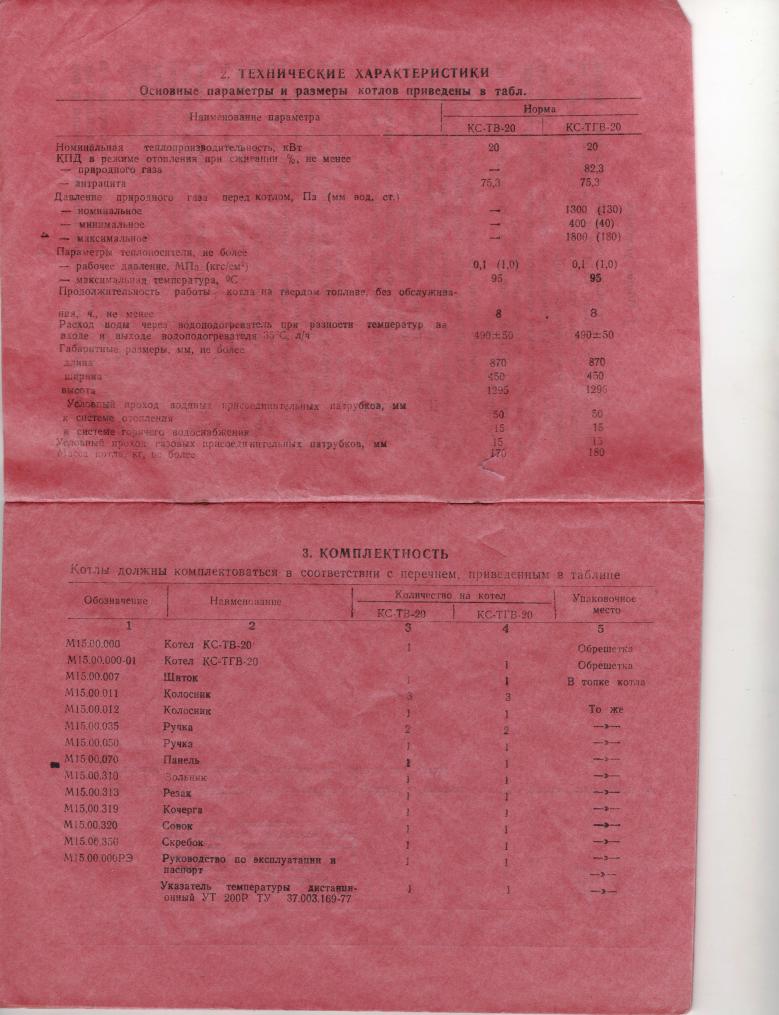 2. ТЕХНИЧЕСКИЕ ХАРАКТЕРИСТИКИ
Основные параметры и размеры котлов приведены в табл.
Наименование параметра Норма
КС-ТВ-20 КС-ТГВ-20
Номинальная теплопроизводительность, кВт 20 20
КПД в режиме отопления при сжигании %, не менее
— природного газа — 82,3
— антрацита 75,3 75,3
Давление природного газа перед котлом, Па (мм вод. ст.)
— номинальное — 1300 (130)
— минимальное — 400 (40)
— максимальное — 1800 (180)
Параметры теплоносителя, не более
— рабочее давление, МПа (кгс/см²) 0,1 (1,0) 0,1 (1,0)
— максимальная температура, ºС 95 95
Продолжительность работы котла на твердом топливе, без обслужива-
ния, ч., не менее 8 8
Расход воды через водоподогреватель при разности температур на
входе и выходе водоподогревателя 35°С, л/ч 490±50 490±50
Габаритные размеры, мм, не более
длина 870 870
ширина 450 450
высота 1295 1295
Условный проход водяных присоединительных патрубков, мм
к системе отопления 50 50
к системе горячего водоснабжения 15 15
Условный проход газовых присоединительных патрубков, мм 15 15
Масса котла, кг, не более 170 180
4
3. КОМПЛЕКТНОСТЬ
Котлы должны комплектоваться в соответствии с перечнем, приведенным в таблице
Обозначение Наименование Количество на котел Упаковочное место
КС-ТВ-20 КС-ТГВ-20
1 2 3 4 5
М15.00.000 Котел КС-ТВ-20 1 Обрешетка
М15.00.000-01 Котел КС-ТГВ-20 1 Обрешетка
М15.00.007 Щиток 1 1 В топке котла
М15.00.011 Колосник 3 3
М15.00.012 Колосник 1 1 То же
М15.00.035 Ручка 2 2 —»—
М15.00.050 Ручка 1 1 —»—
М15.00.070 Панель 1 1 —»—
М15.00.310 Зольник 1 1 —»—
М15.00.313 Резак 1 1 —»—
М15.00.319 Кочерга 1 1 —»—
М15.00.320 Совок 1 1 —»—
М15.00.350 Скребок 1 1 —»—
М15.00.000РЭ Руководство по эксплуатации и 1 1 —»—
паспорт —»—
Указатель температуры дистанци- 1 1 —»—
онный УТ 200Р ТУ 37.003.169-77